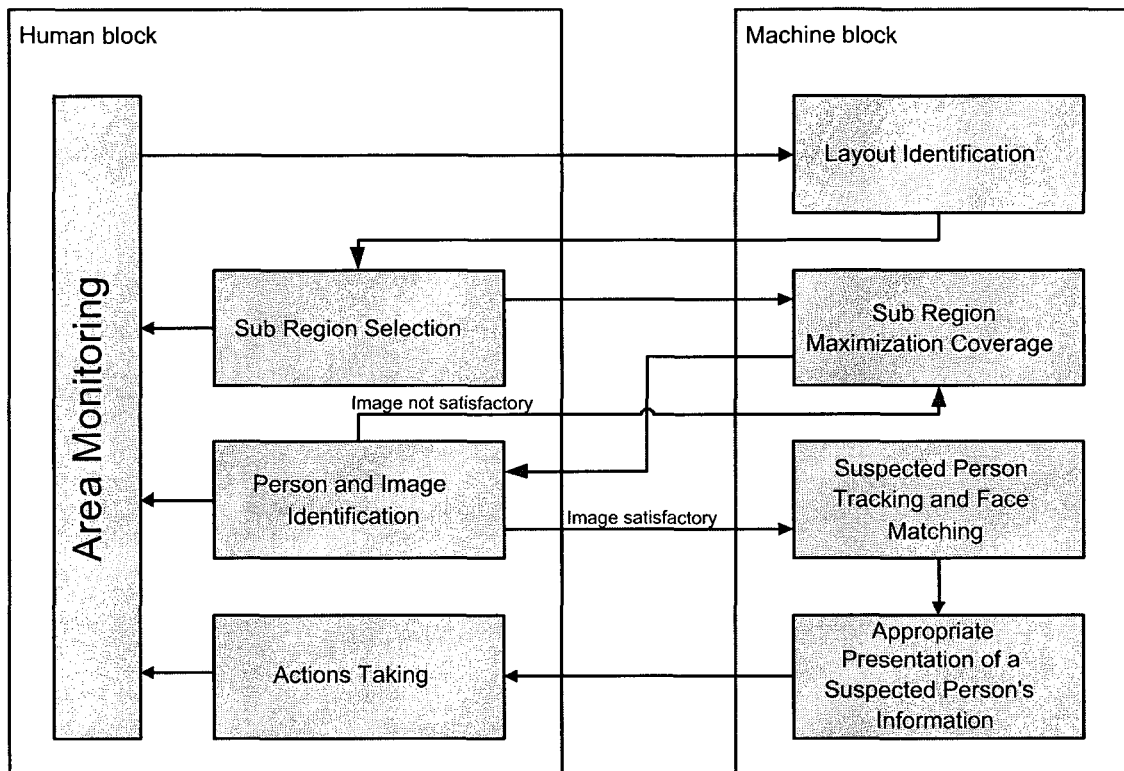 Human block
Machine block
Area Monitoring
Layout Identification
Sub Region Selection
Sub Region
Maximization Coverage
Image not satisfactory
Person and Image
Identification
Image satisfactory
Suspected Person
Tracking and Face
Matching
Actions Taking
Appropriate
Presentation of a
Suspected Person's
Information